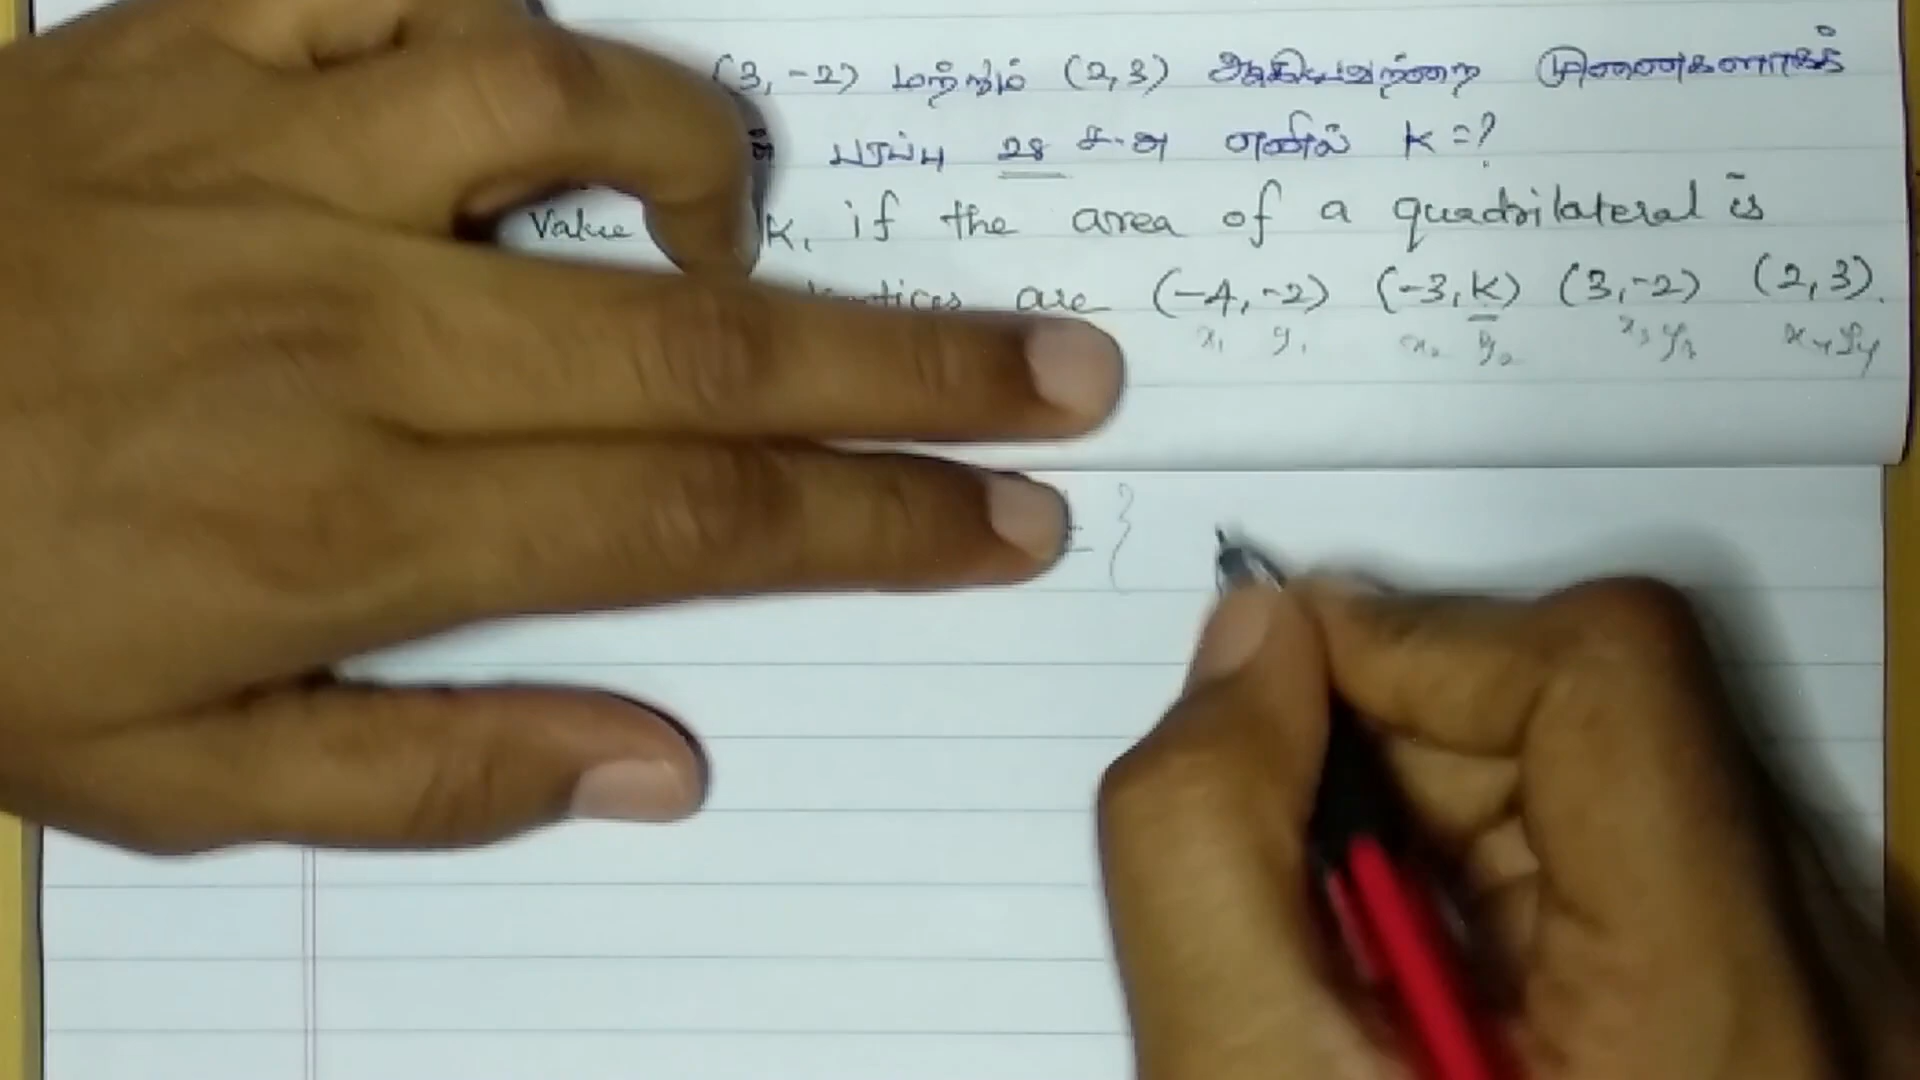 (3, -2) மற்றும் (2,3) ஆகியவற்றை முனைகளாகக்
பரப்பு 28 ச.அ எனில் K =?
Value K, if the area of a quadrilateral is
vertices are (-4, -2) (-3, K) (3, -2) (2, 3).
x₁ y₁ x₂ y₂ x₃ y₃ x₄ y₄
{